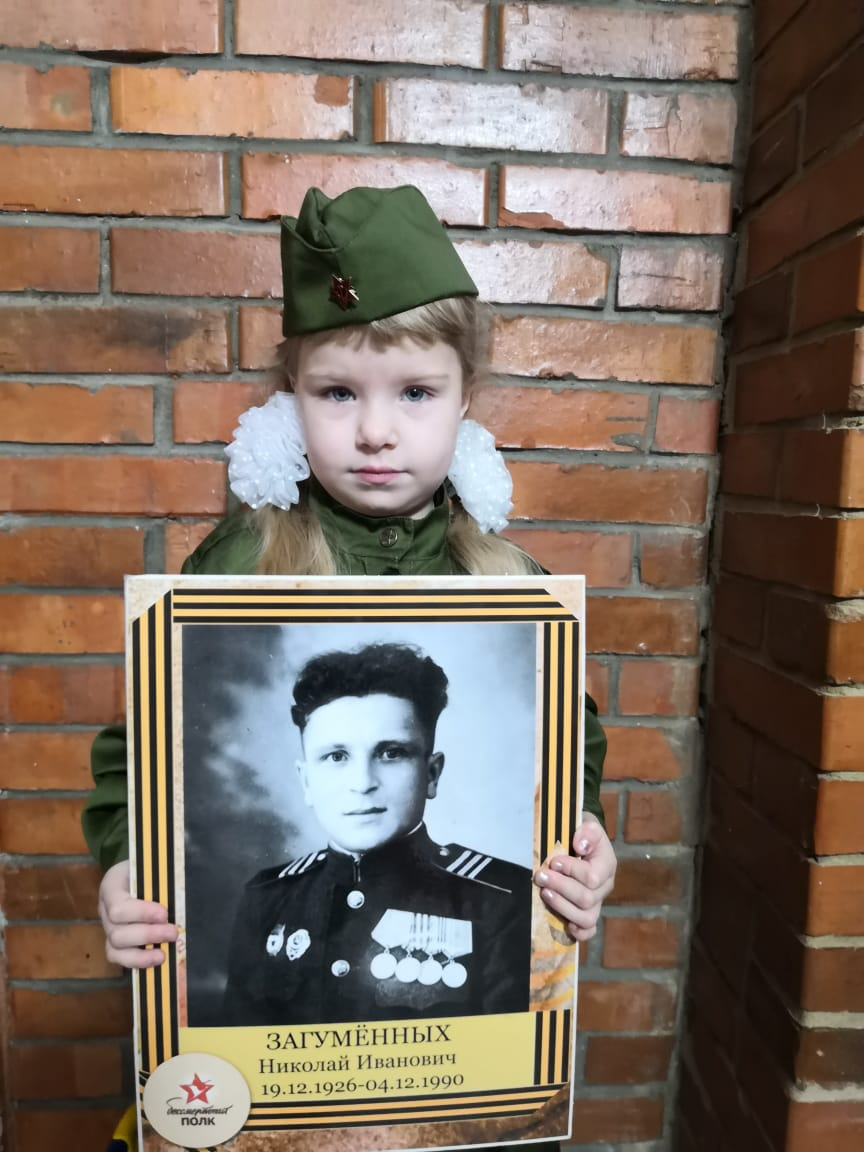 ЗАГУМЁННЫХ
Николай Иванович
19.12.1926-04.12.1990
бессмертный
ПОЛК